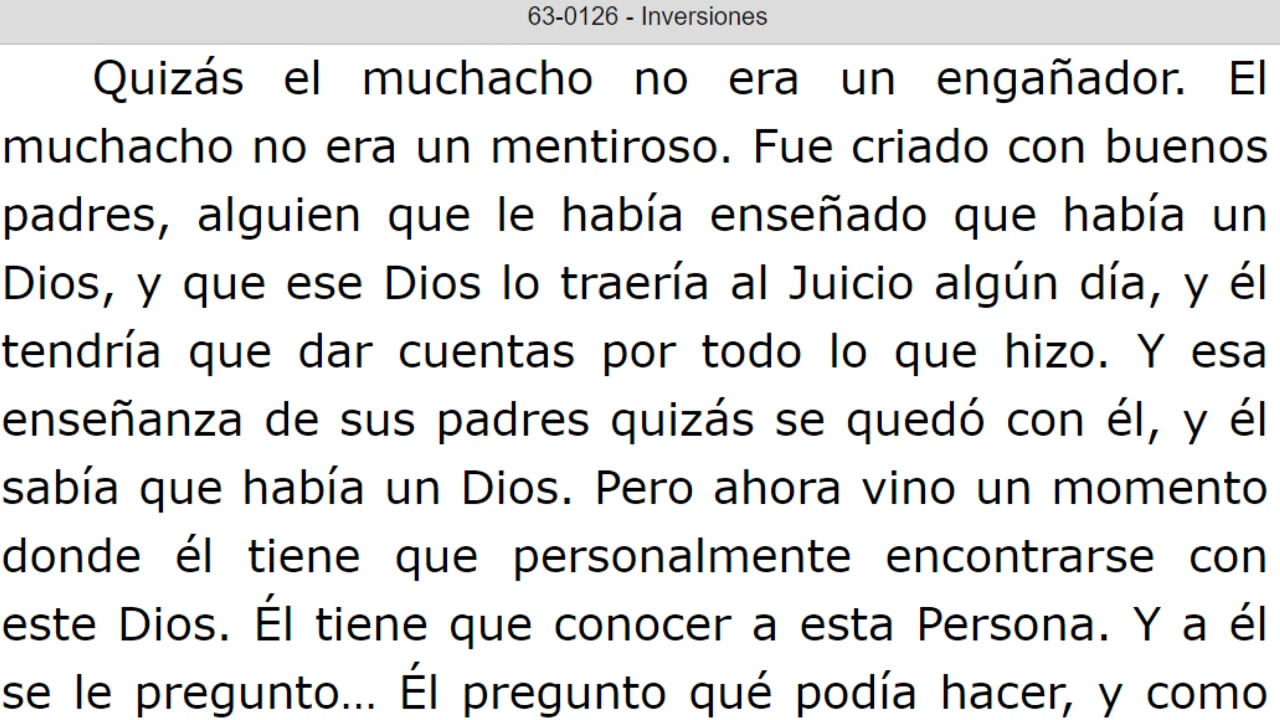 63-0126 - Inversiones
Quizás el muchacho no era un engañador. El
muchacho no era un mentiroso. Fue criado con buenos
padres, alguien que le había enseñado que había un
Dios, y que ese Dios lo traería al Juicio algún día, y él
tendría que dar cuentas por todo lo que hizo. Y esa
enseñanza de sus padres quizás se quedó con él, y él
sabía que había un Dios. Pero ahora vino un momento
donde él tiene que personalmente encontrarse con
este Dios. Él tiene que conocer a esta Persona. Y a él
se le pregunto... Él pregunto qué podía hacer, y como